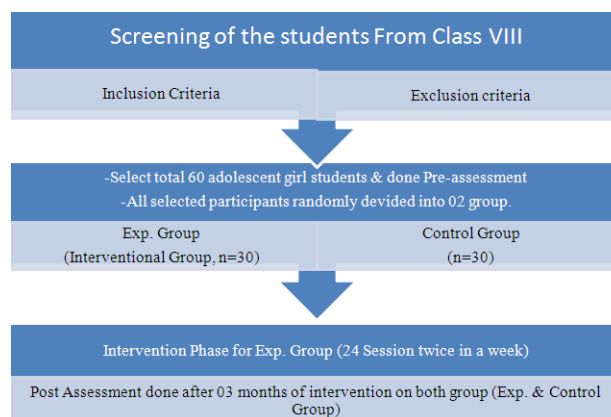 Screening of the students From Class VIII
Inclusion Criteria
Exclusion criteria
-Select total 60 adolescent girl students & done Pre-assessment
-All selected participants randomly devided into 02 group.
Exp. Group
(Interventional Group, n=30)
Control Group
(n=30)
Intervention Phase for Exp. Group (24 Session twice in a week)
Post Assessment done after 03 months of intervention on both group (Exp. & Control
Group)